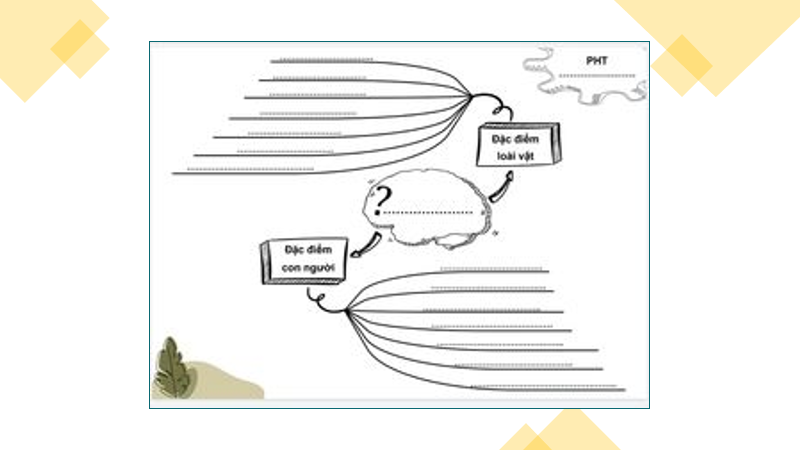 PHT
Đặc điểm
loài vật
?
Đặc điểm
con người